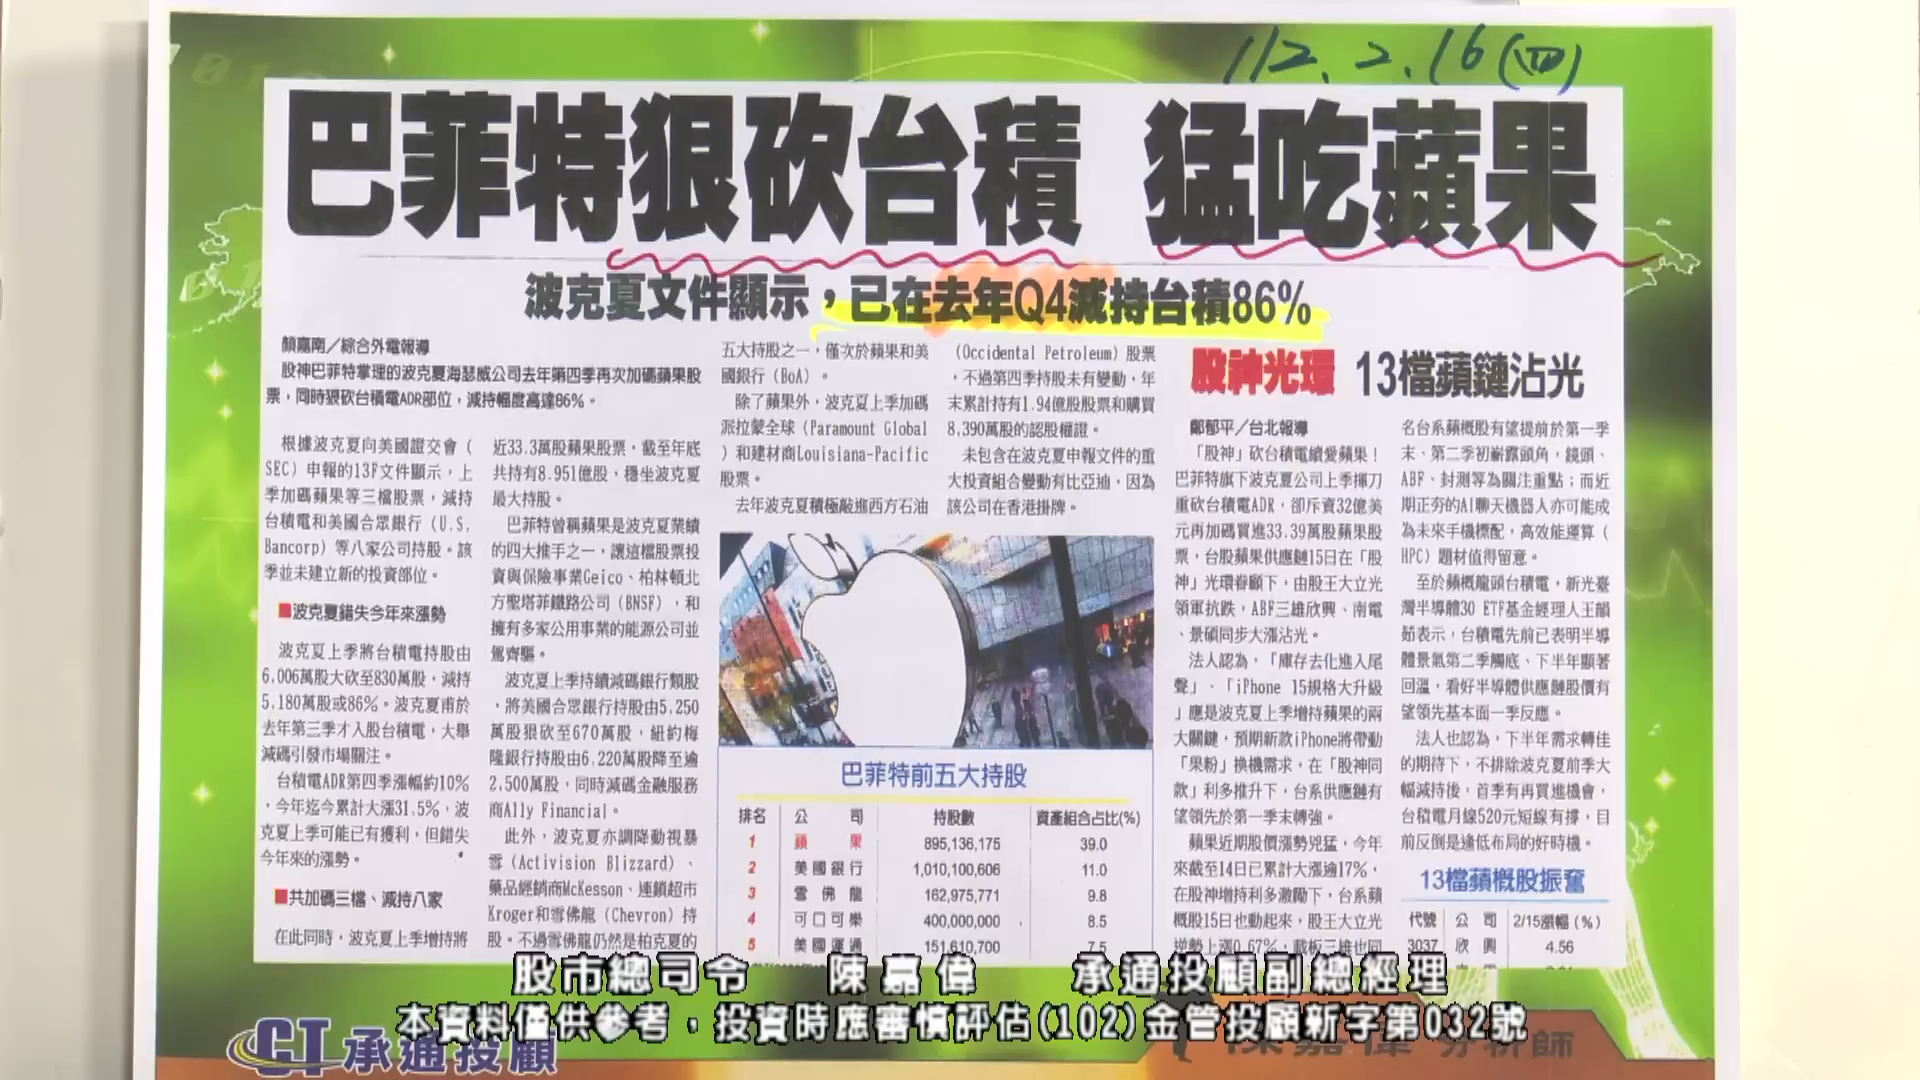 112.2.16(四)
巴菲特狠砍台積 猛吃蘋果
波克夏文件顯示，已在去年Q4減持台積86%
顏嘉南／綜合外電報導
股神巴菲特掌理的波克夏海瑟威公司去年第四季再次加碼蘋果股
票，同時狠砍台積電ADR部位，減持幅度高達86%。
根據波克夏向美國證交會（
SEC）申報的13F文件顯示，上
季加碼蘋果等三檔股票，減持
台積電和美國合眾銀行（U.S.
Bancorp）等八家公司持股。該
季並未建立新的投資部位。
■波克夏錯失今年來漲勢
波克夏上季將台積電持股由
6,006萬股大砍至830萬股，減持
5,180萬股或86%。波克夏甫於
去年第三季才入股台積電，大舉
減碼引發市場關注。
台積電ADR第四季漲幅約10%
，今年迄今累計大漲31.5%，波
克夏上季可能已有獲利，但錯失
今年來的漲勢。
■共加碼三檔、減持八家
在此同時，波克夏上季增持將
近33.3萬股蘋果股票，截至年底
共持有8.951億股，穩坐波克夏
最大持股。
巴菲特曾稱蘋果是波克夏業績
的四大推手之一，讓這檔股票投
資與保險事業Geico、柏林頓北
方聖塔菲鐵路公司（BNSF），和
擁有多家公用事業的能源公司並
駕齊驅。
波克夏上季持續減碼銀行類股
，將美國合眾銀行持股由5,250
萬股狠砍至670萬股，紐約梅
隆銀行持股由6,220萬股降至逾
2,500萬股，同時減碼金融服務
商Ally Financial。
此外，波克夏亦調降動視暴
雪（Activision Blizzard）、
藥品經銷商McKesson、連鎖超市
Kroger和雪佛龍（Chevron）持
股。不過雪佛龍仍然是柏克夏的
五大持股之一，僅次於蘋果和美
國銀行（BoA）。
除了蘋果外，波克夏上季加碼
派拉蒙全球（Paramount Global
）和建材商Louisiana-Pacific
股票。
去年波克夏積極敲進西方石油
（Occidental Petroleum）股票
，不過第四季持股未有變動，年
末累計持有1.94億股股票和購買
8,390萬股的認股權證。
未包含在波克夏申報文件的重
大投資組合變動有比亞迪，因為
該公司在香港掛牌。
巴菲特前五大持股
排名 公司 持股數 資產組合占比(%)
1 蘋果 895,136,175 39.0
2 美國銀行 1,010,100,606 11.0
3 雪佛龍 162,975,771 9.8
4 可口可樂 400,000,000 8.5
5 美國運通 151,610,700 7.5
股神光環 13檔蘋鏈沾光
鄭郁平／台北報導
「股神」砍台積電續愛蘋果！
巴菲特旗下波克夏公司上季揮刀
重砍台積電ADR，卻斥資32億美
元再加碼買進33.39萬股蘋果股
票，台股蘋果供應鏈15日在「股
神」光環眷顧下，由股王大立光
領軍抗跌，ABF三雄欣興、南電
、景碩同步大漲沾光。
法人認為，「庫存去化進入尾
聲」、「iPhone 15規格大升級
」應是波克夏上季增持蘋果的兩
大關鍵，預期新款iPhone將帶動
「果粉」換機需求，在「股神同
款」利多推升下，台系供應鏈有
望領先於第一季末轉強。
蘋果近期股價漲勢兇猛，今年
來截至14日已累計大漲逾17%，
在股神增持利多激勵下，台系蘋
概股15日也動起來，股王大立光
逆勢上漲0.67%，載板三雄也同
名台系蘋概股有望提前於第一季
末、第二季初嶄露頭角，鏡頭、
ABF、封測等為關注重點；而近
期正夯的AI聊天機器人亦可能成
為未來手機標配，高效能運算（
HPC）題材值得留意。
至於蘋概龍頭台積電，新光臺
灣半導體30 ETF基金經理人王韻
茹表示，台積電先前已表明半導
體景氣第二季觸底、下半年顯著
回溫，看好半導體供應鏈股價有
望領先基本面一季反應。
法人也認為，下半年需求轉佳
的期待下，不排除波克夏前季大
幅減持後，首季有再買進機會，
台積電月線520元短線有撐，目
前反倒是逢低布局的好時機。
13檔蘋概股振奮
代號 公司 2/15漲幅（%）
3037 欣興 4.56
股市總司令 陳嘉偉 承通投顧副總經理
本資料僅供參考，投資時應審慎評估(102)金管投顧新字第032號
CT 承通投顧
陳嘉偉 分析師